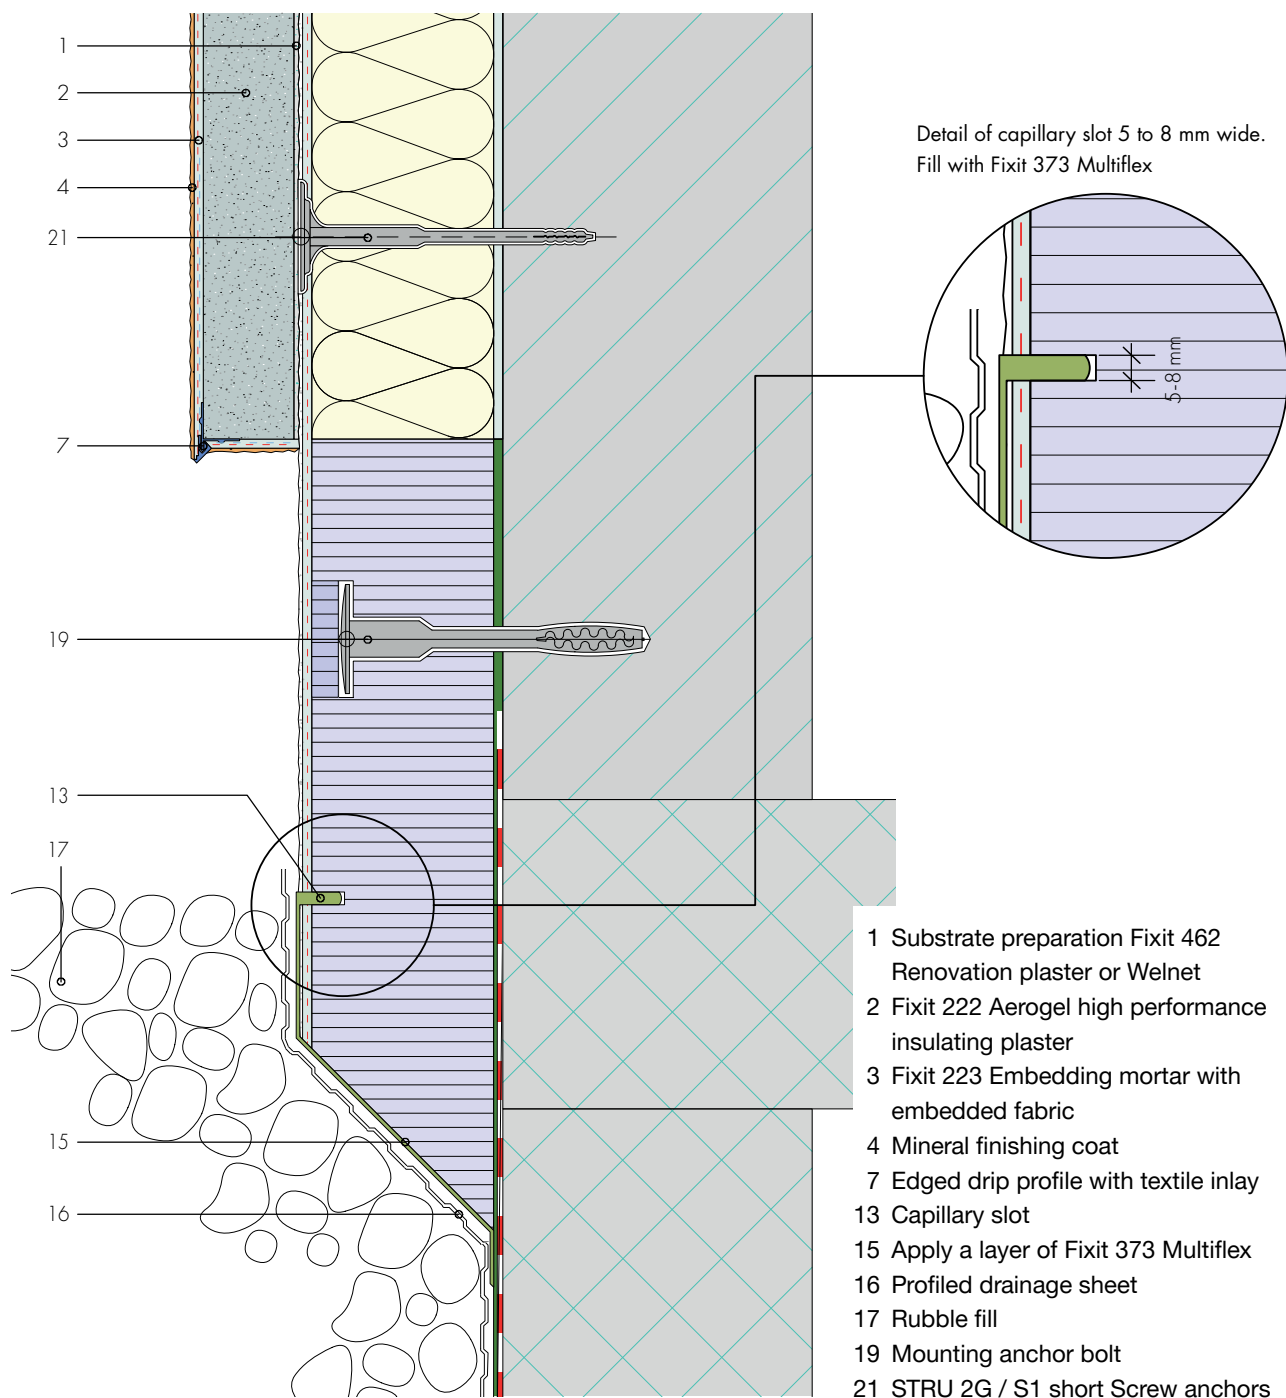 1
2
3
4
21
7
19
13
17
15
16
Detail of capillary slot 5 to 8 mm wide.
Fill with Fixit 373 Multiflex
5-8 mm
1 Substrate preparation Fixit 462
Renovation plaster or Welnet
2 Fixit 222 Aerogel high performance
insulating plaster
3 Fixit 223 Embedding mortar with
embedded fabric
4 Mineral finishing coat
7 Edged drip profile with textile inlay
13 Capillary slot
15 Apply a layer of Fixit 373 Multiflex
16 Profiled drainage sheet
17 Rubble fill
19 Mounting anchor bolt
21 STRU 2G / S1 short Screw anchors